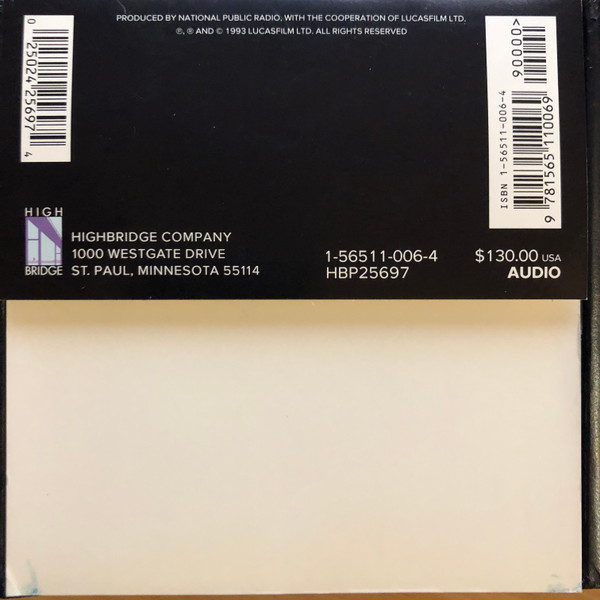 PRODUCED BY NATIONAL PUBLIC RADIO, WITH THE COOPERATION OF LUCASFILM LTD.
℗, ® AND © 1993 LUCASFILM LTD. ALL RIGHTS RESERVED
0 25024 25697 4
90000>
ISBN 1-56511-006-4
9 781565 110069
HIGH
BRIDGE
HIGHBRIDGE COMPANY
1000 WESTGATE DRIVE
ST. PAUL, MINNESOTA 55114
1-56511-006-4
HBP25697
$130.00 USA
AUDIO